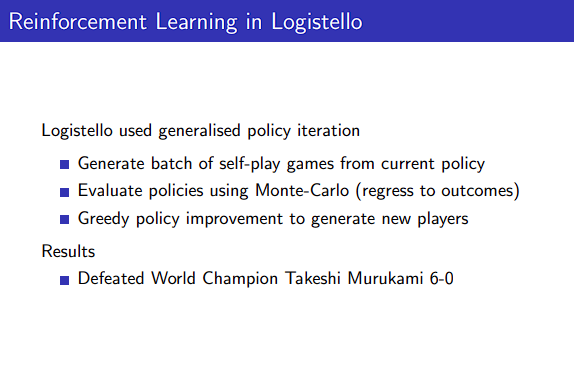 Reinforcement Learning in Logistello
Logistello used generalised policy iteration
Generate batch of self-play games from current policy
Evaluate policies using Monte-Carlo (regress to outcomes)
Greedy policy improvement to generate new players
Results
Defeated World Champion Takeshi Murukami 6-0